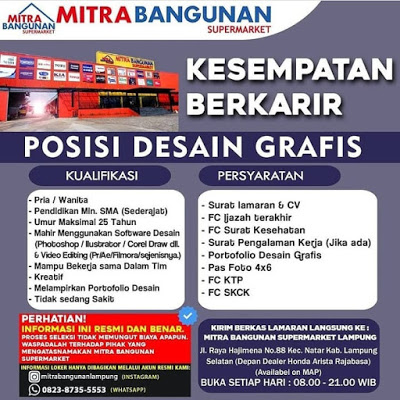 MITRA BANGUNAN
SUPERMARKET
MITRA BANGUNAN
SUPERMARKET
MITRA BANGUNAN
KESEMPATAN
BERKARIR
POSISI DESAIN GRAFIS
KUALIFIKASI
- Pria / Wanita
- Pendidikan Min. SMA (Sederajat)
- Umur Maksimal 25 Tahun
- Mahir Menggunakan Software Desain
(Photoshop / Ilustrator / Corel Draw dll.
& Video Editing (Pr/Ae/Filmora/sejenisnya.)
- Mampu Bekerja sama Dalam Tim
- Kreatif
- Melampirkan Portofolio Desain
- Tidak sedang Sakit
PERSYARATAN
- Surat lamaran & CV
- FC Ijazah terakhir
- FC Surat Kesehatan
- Surat Pengalaman Kerja (Jika ada)
- Portofolio Desain Grafis
- Pas Foto 4x6
- FC KTP
- FC SKCK
PERHATIAN!
INFORMASI INI RESMI DAN BENAR.
PROSES SELEKSI TIDAK MEMUNGUT BIAYA APAPUN.
WASPADALAH TERHADAP PIHAK YANG
MENGATASNAMAKAN MITRA BANGUNAN
SUPERMARKET
INFORMASI LOKER HANYA DIBAGIKAN MELALUI AKUN RESMI KAMI:
mitrabangunanlampung (INSTAGRAM)
0823-8735-5553 (WHATSAPP)
KIRIM BERKAS LAMARAN LANGSUNG KE :
MITRA BANGUNAN SUPERMARKET LAMPUNG
Jl. Raya Hajimena No.88 Kec. Natar Kab. Lampung
Selatan (Depan Dealer Honda Arista Rajabasa)
(Available on MAP)
BUKA SETIAP HARI : 08.00 - 21.00 WIB